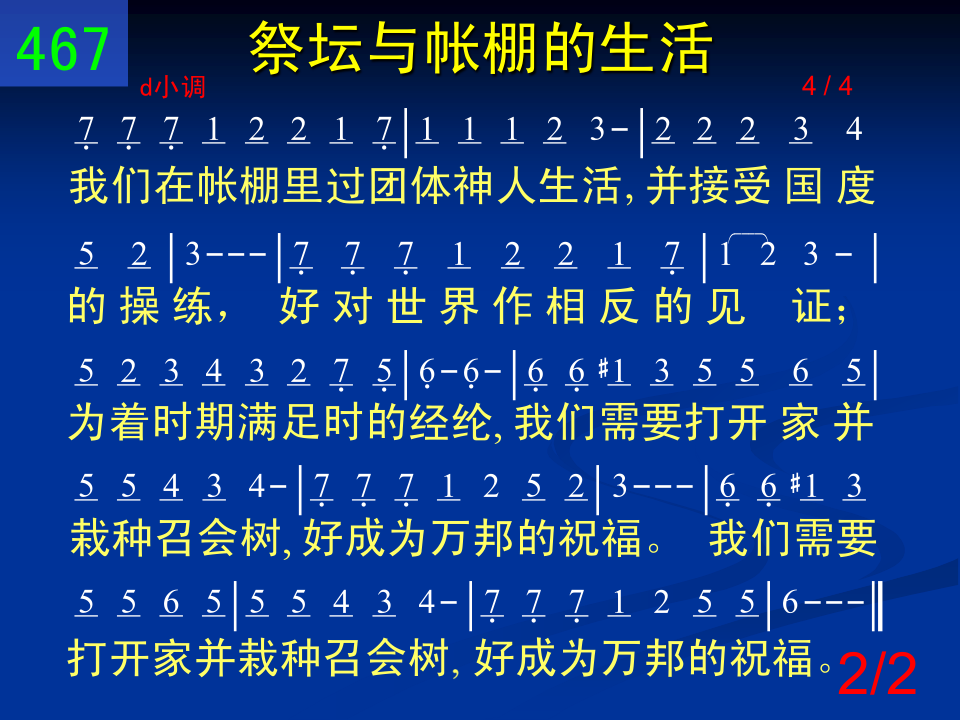 467
祭坛与帐棚的生活
d小调 4 / 4
7̣ 7̣ 7̣ 1 2 2 1 7̣ | 1 1 1 2 3- | 2 2 2 3 4
我们在帐棚里过团体神人生活, 并接受 国 度
5 2 | 3--- | 7̣ 7̣ 7̣ 1 2 2 1 7̣ | 1 2 3 - |
的 操 练， 好 对 世 界 作 相 反 的 见 证；
5 2 3 4 3 2 7̣ 5̣ | 6̣-6̣- | 6̣ 6̣ #1 3 5 5 6 5 |
为着时期满足时的经纶, 我们需要打开 家 并
5 5 4 3 4- | 7̣ 7̣ 7̣ 1 2 5 2 | 3--- | 6̣ 6̣ #1 3
栽种召会树, 好成为万邦的祝福。 我们需要
5 5 6 5 | 5 5 4 3 4- | 7̣ 7̣ 7̣ 1 2 5 5 | 6--- ‖
打开家并栽种召会树, 好成为万邦的祝福。
2/2